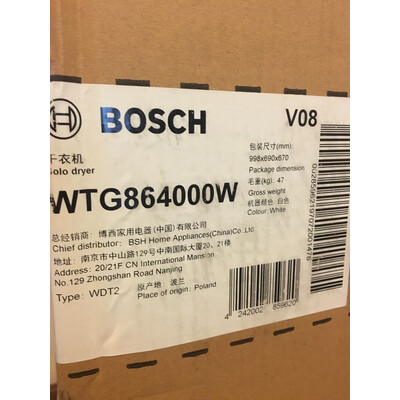 BOSCH
V08
干衣机
Solo dryer
WTG864000W
包装尺寸(mm):
998x690x670
Package dimension
毛重(kg): 47
Gross weight
机器颜色: 白色
Colour: White
总经销商: 博西家用电器(中国)有限公司
Chief distributor: BSH Home Appliances(China)Co., Ltd
地址: 南京市中山路129号中南国际大厦20、21楼
Address: 20/21F CN International Mansion
No.129 Zhongshan Road Nanjing
Type: WDT2
原产地: 波兰
Place of origin: Poland
4 242002 859620